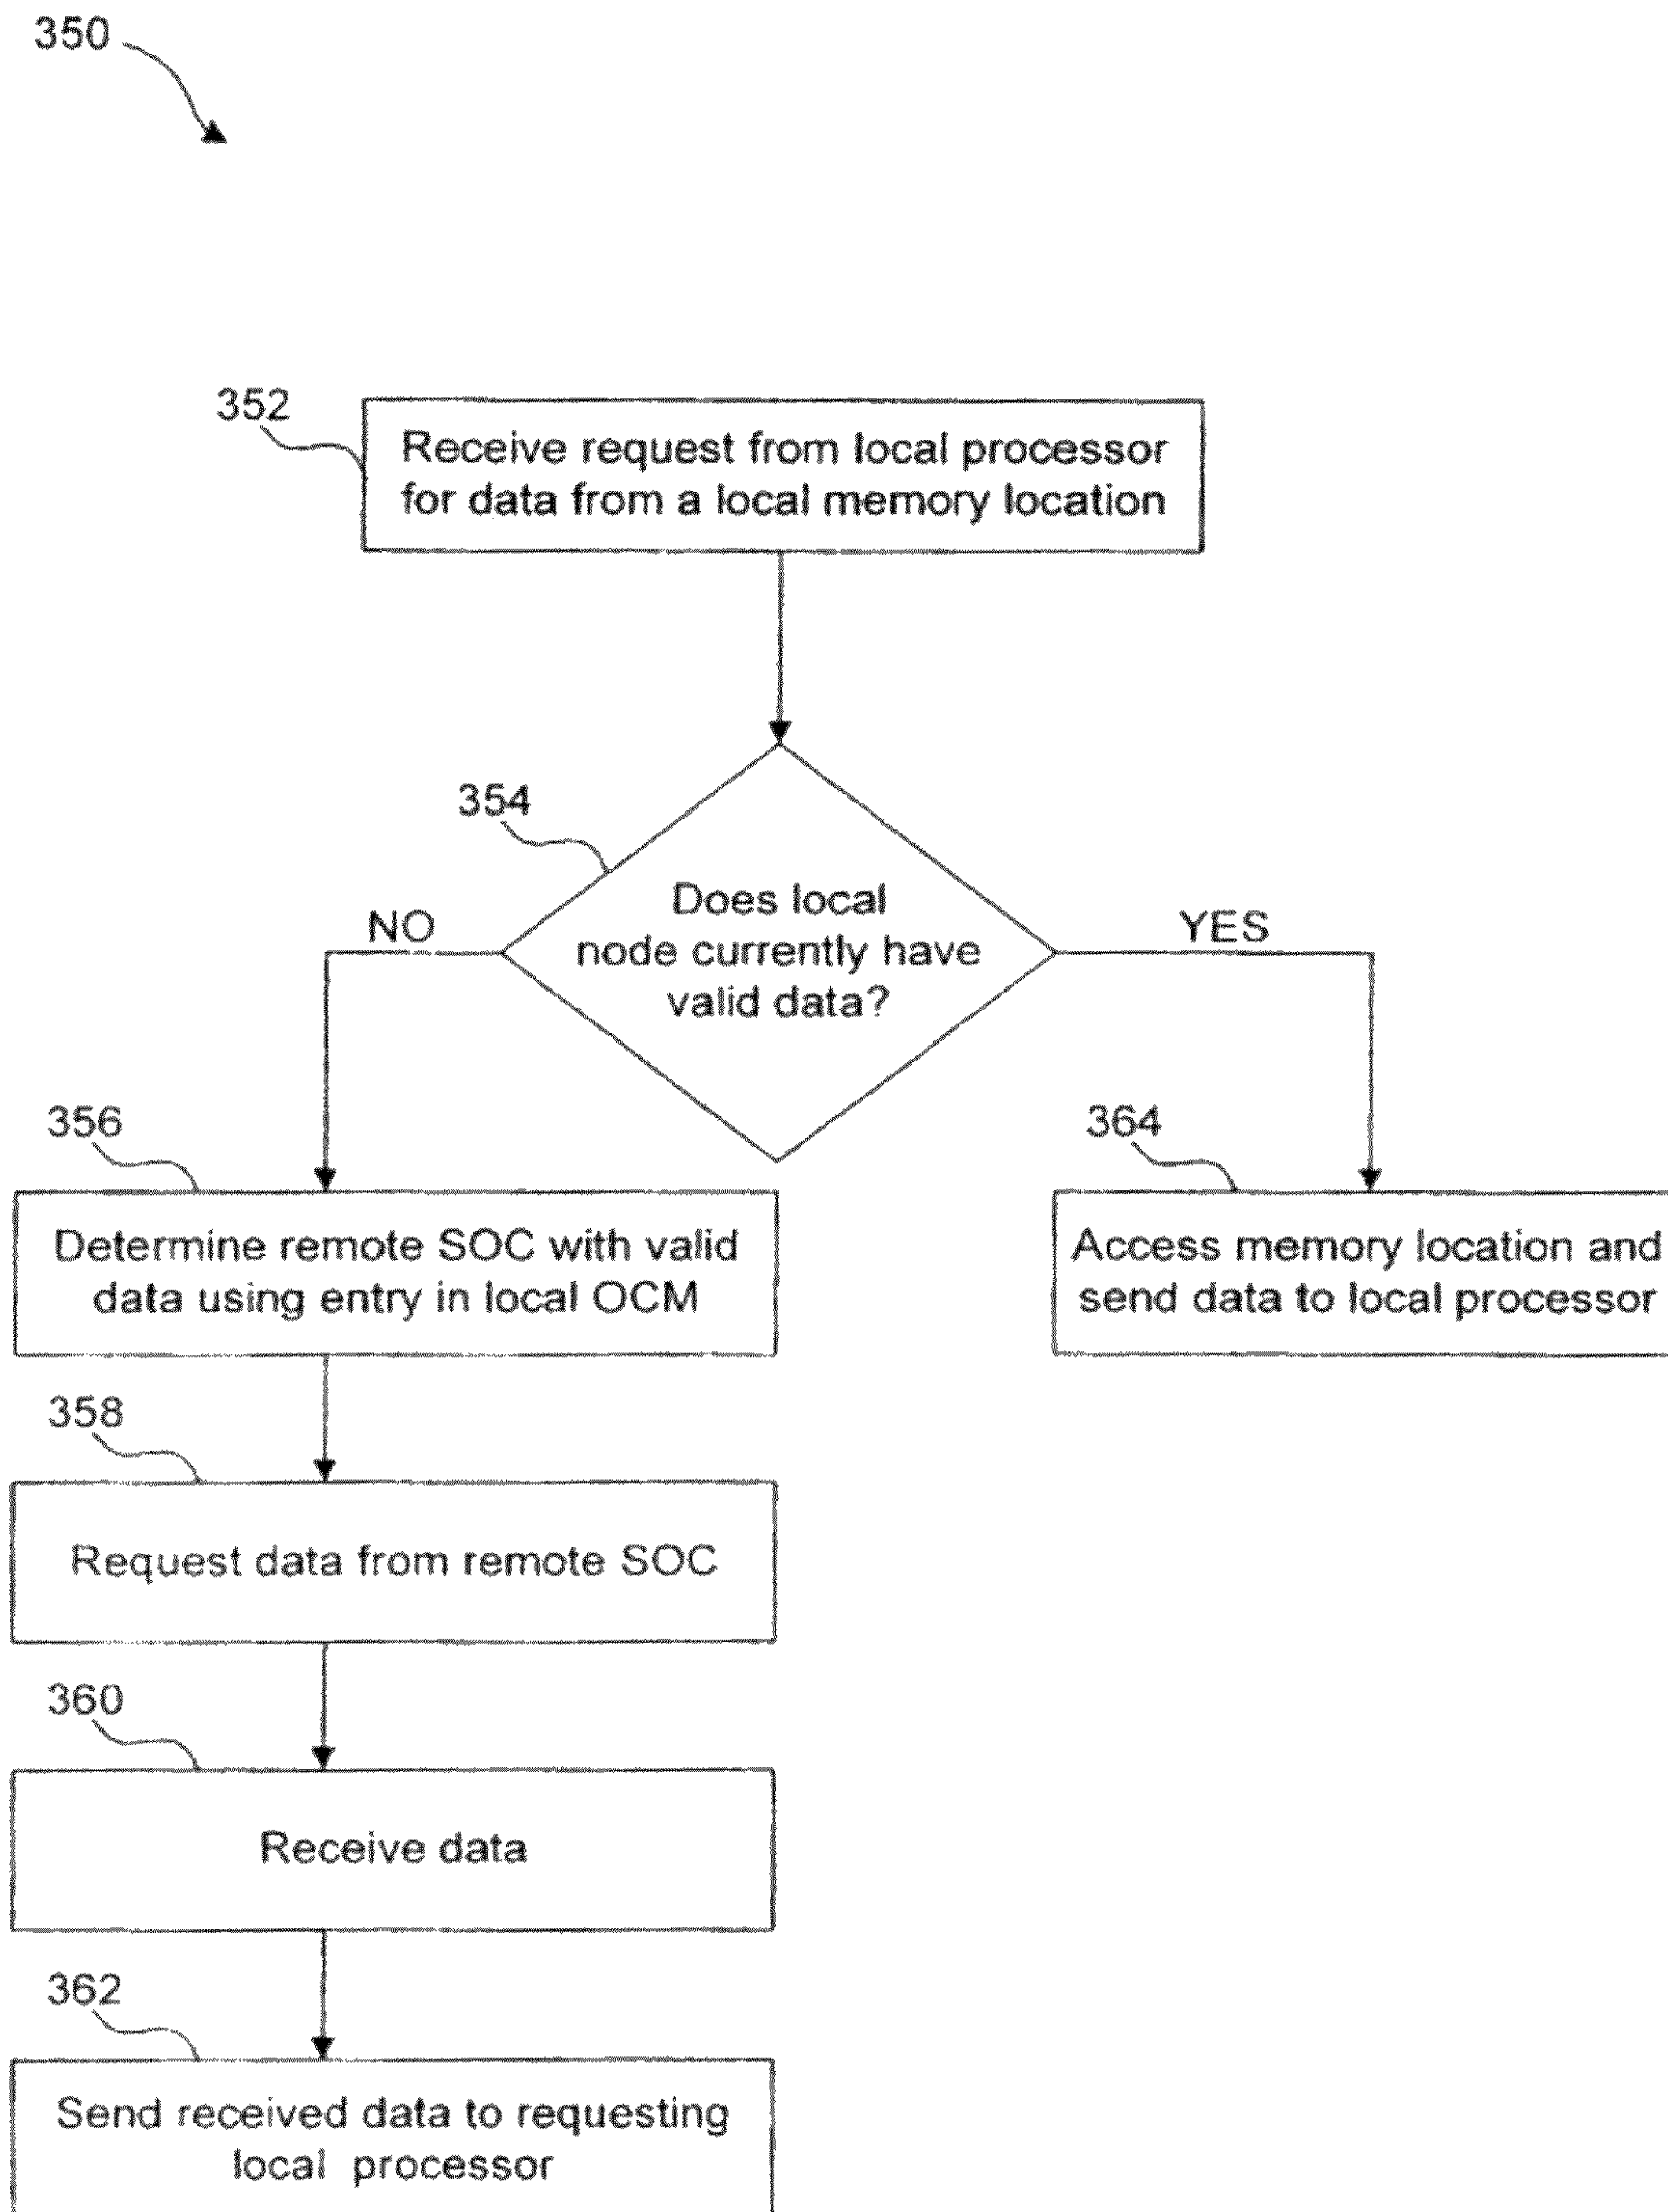 350
352
Receive request from local processor
for data from a local memory location
354
Does local
node currently have
valid data?
NO
YES
356
Determine remote SOC with valid
data using entry in local OCM
364
Access memory location and
send data to local processor
358
Request data from remote SOC
360
Receive data
362
Send received data to requesting
local processor